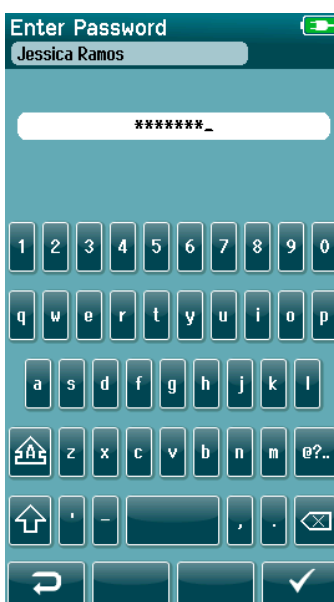 Enter Password
Jessica Ramos
*******_
1 2 3 4 5 6 7 8 9 0
q w e r t y u i o p
a s d f g h j k l
A z x c v b n m @?..
' - , .